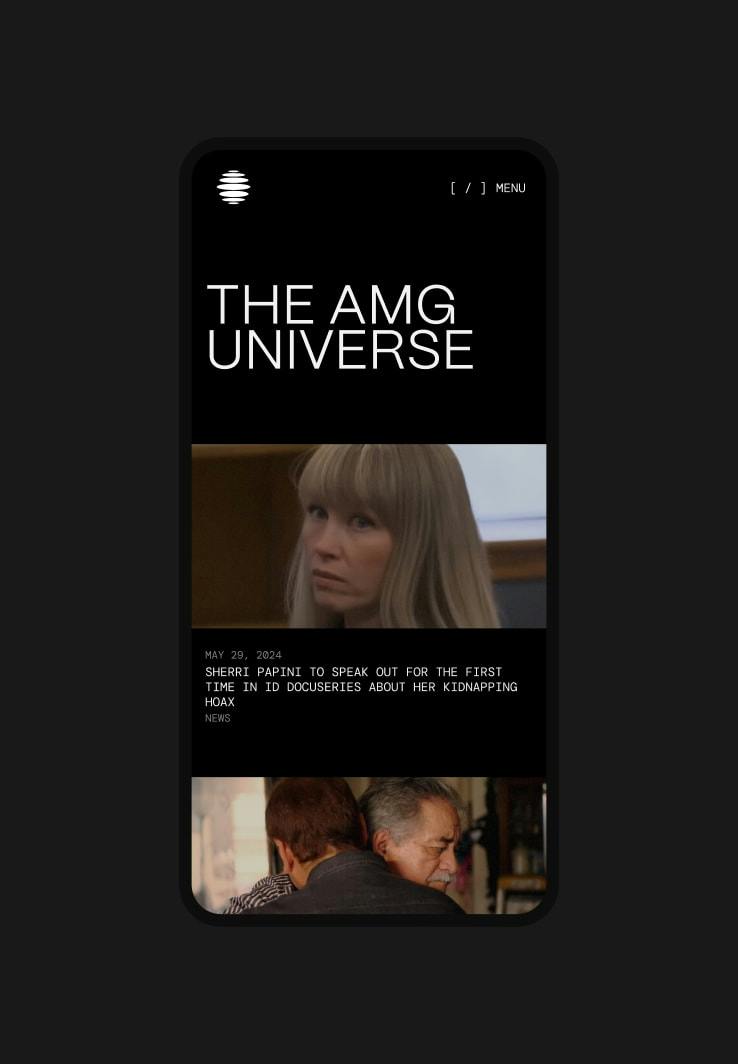 [ / ] MENU
THE AMG
UNIVERSE
MAY 29, 2024
SHERRI PAPINI TO SPEAK OUT FOR THE FIRST
TIME IN ID DOCUSERIES ABOUT HER KIDNAPPING
HOAX
NEWS